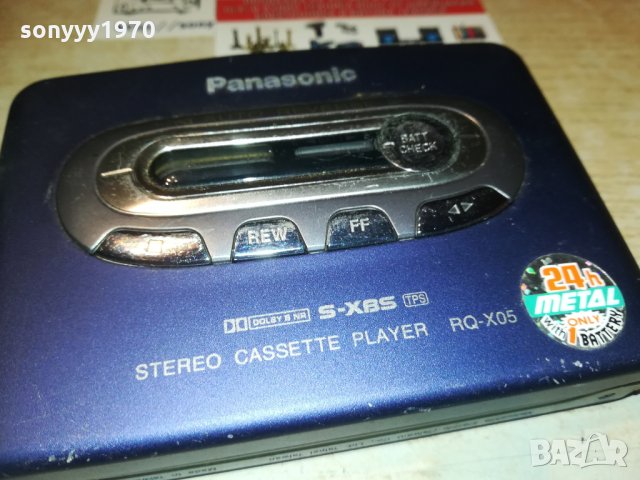 sonyyy1970
Panasonic
BATT
CHECK
REW
FF
DOLBY B NR S-XBS TPS
STEREO CASSETTE PLAYER RQ-X05
24h
METAL
with ONLY
1 BATTERY
BAZAR